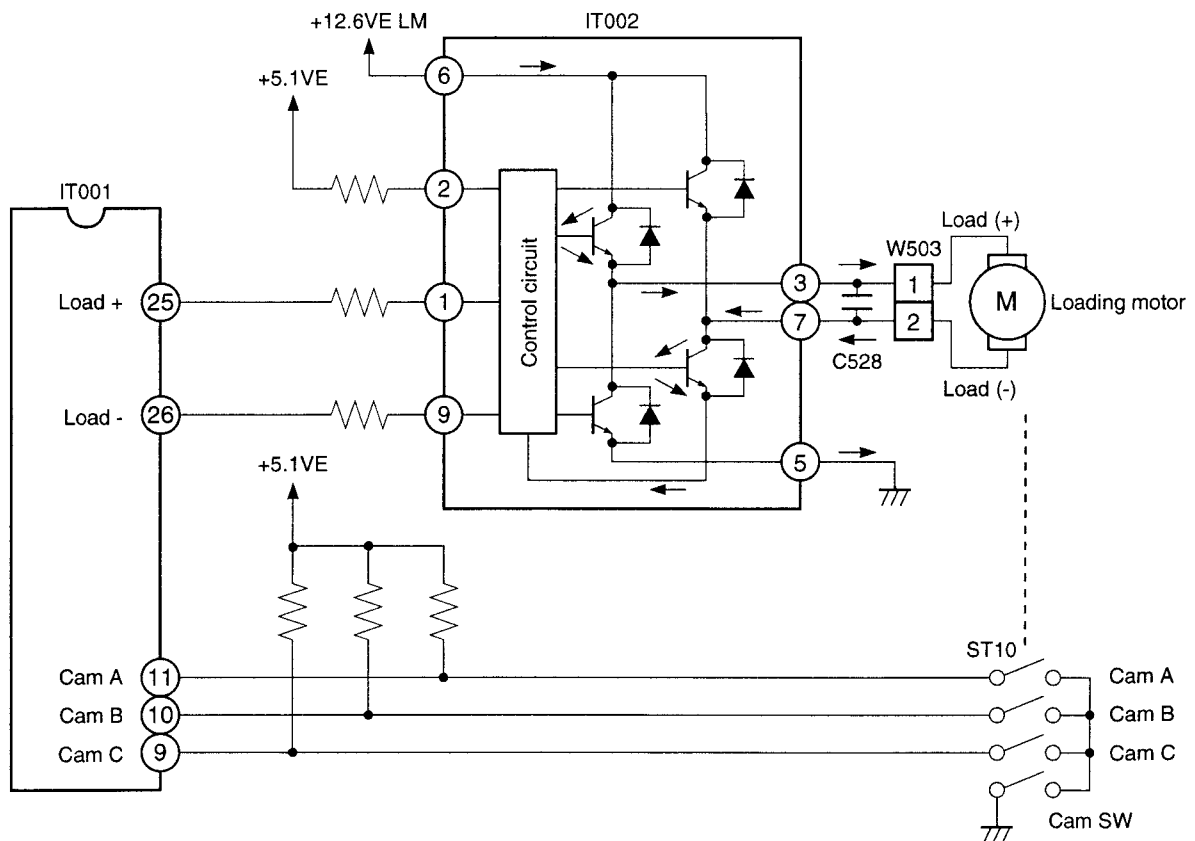 +12.6VE LM
IT002
6
+5.1VE
2
IT001
Control circuit
Load (+)
W503
3
1
Load +
25
1
M
Loading motor
7
2
C528
Load (-)
Load -
26
9
+5.1VE
5
ST10
Cam A
11
Cam A
Cam B
10
Cam B
Cam C
9
Cam C
Cam SW